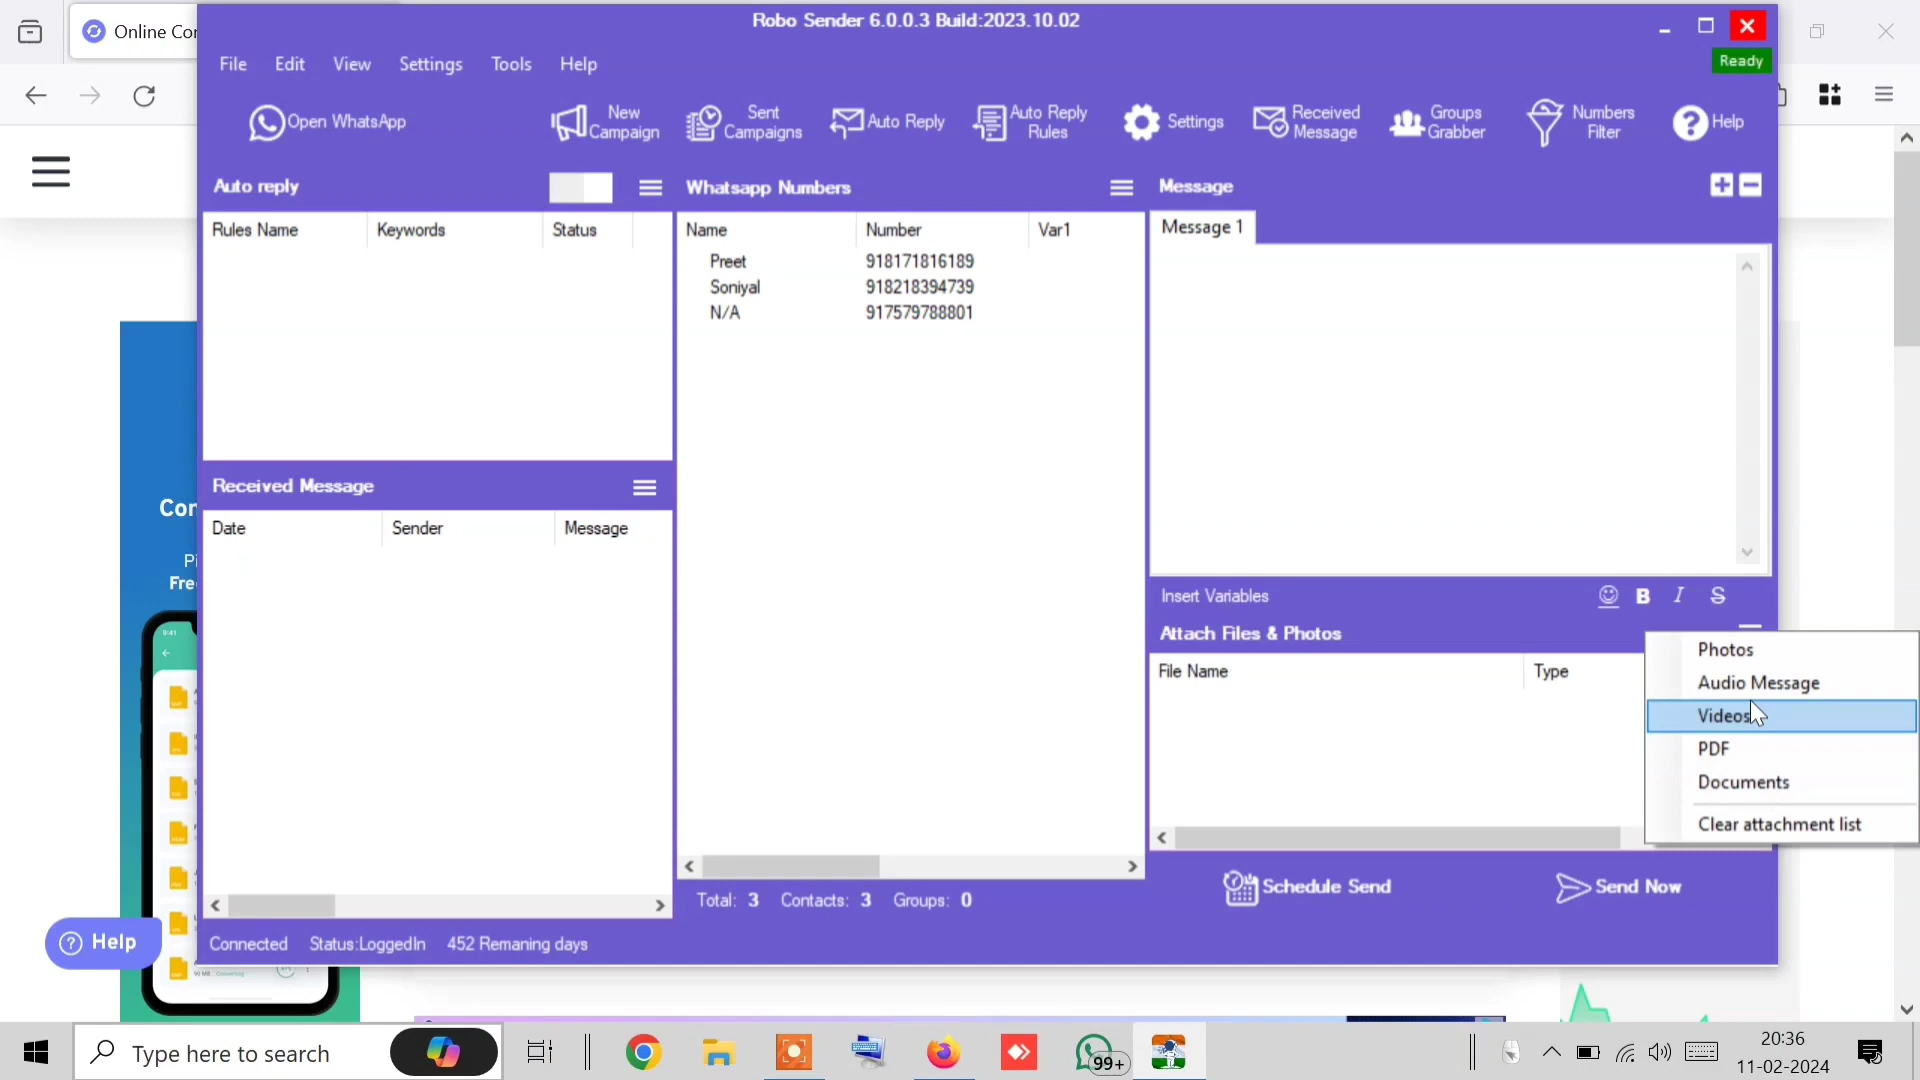 Online Cor
Robo Sender 6.0.0.3 Build:2023.10.02
File Edit View Settings Tools Help
Ready
Open WhatsApp
New Campaign
Sent Campaigns
Auto Reply
Auto Reply Rules
Settings
Received Message
Groups Grabber
Numbers Filter
Help
Auto reply
Rules Name Keywords Status
Whatsapp Numbers
Name Number Var1
Preet 918171816189
Soniyal 918218394739
N/A 917579788801
Message
Message 1
Received Message
Date Sender Message
Insert Variables
B I S
Attach Files & Photos
File Name Type
Photos
Audio Message
Videos
PDF
Documents
Clear attachment list
Total: 3 Contacts: 3 Groups: 0
Schedule Send
Send Now
Connected Status:LoggedIn 452 Remaning days
Cor
Pi
Fre
9:41
Help
Type here to search
99+
20:36
11-02-2024